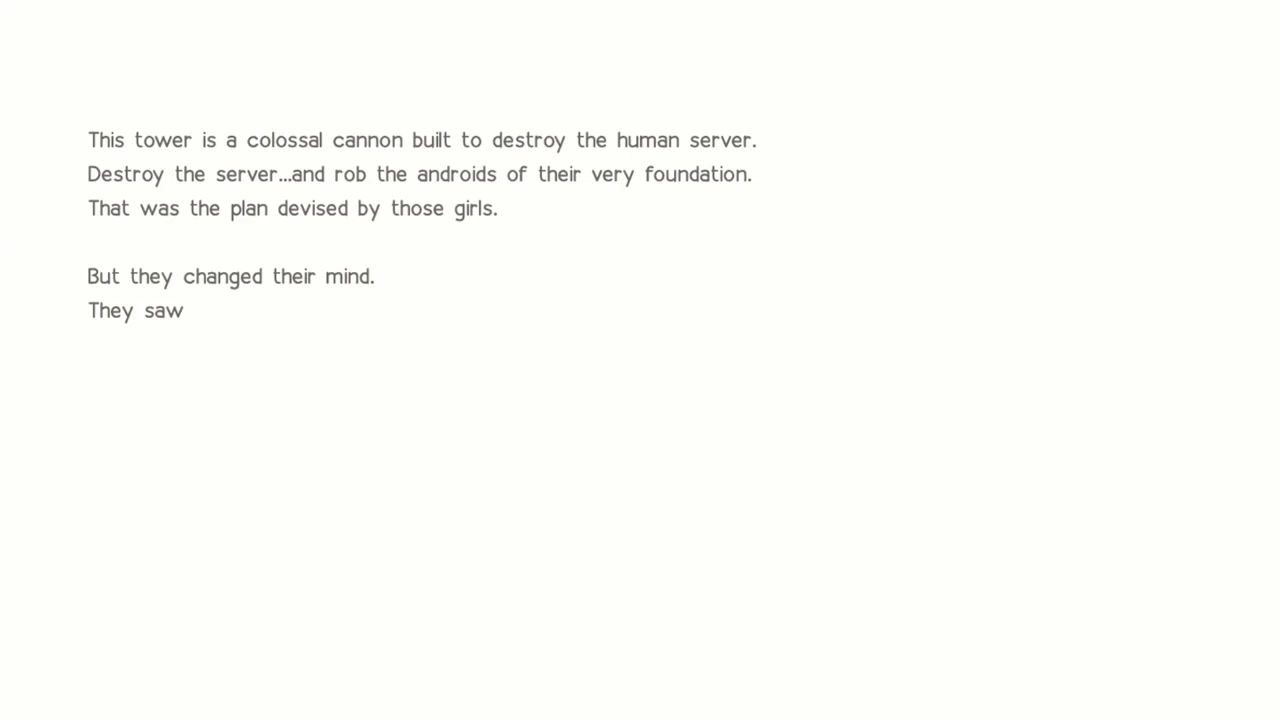 This tower is a colossal cannon built to destroy the human server.
Destroy the server...and rob the androids of their very foundation.
That was the plan devised by those girls.
But they changed their mind.
They saw